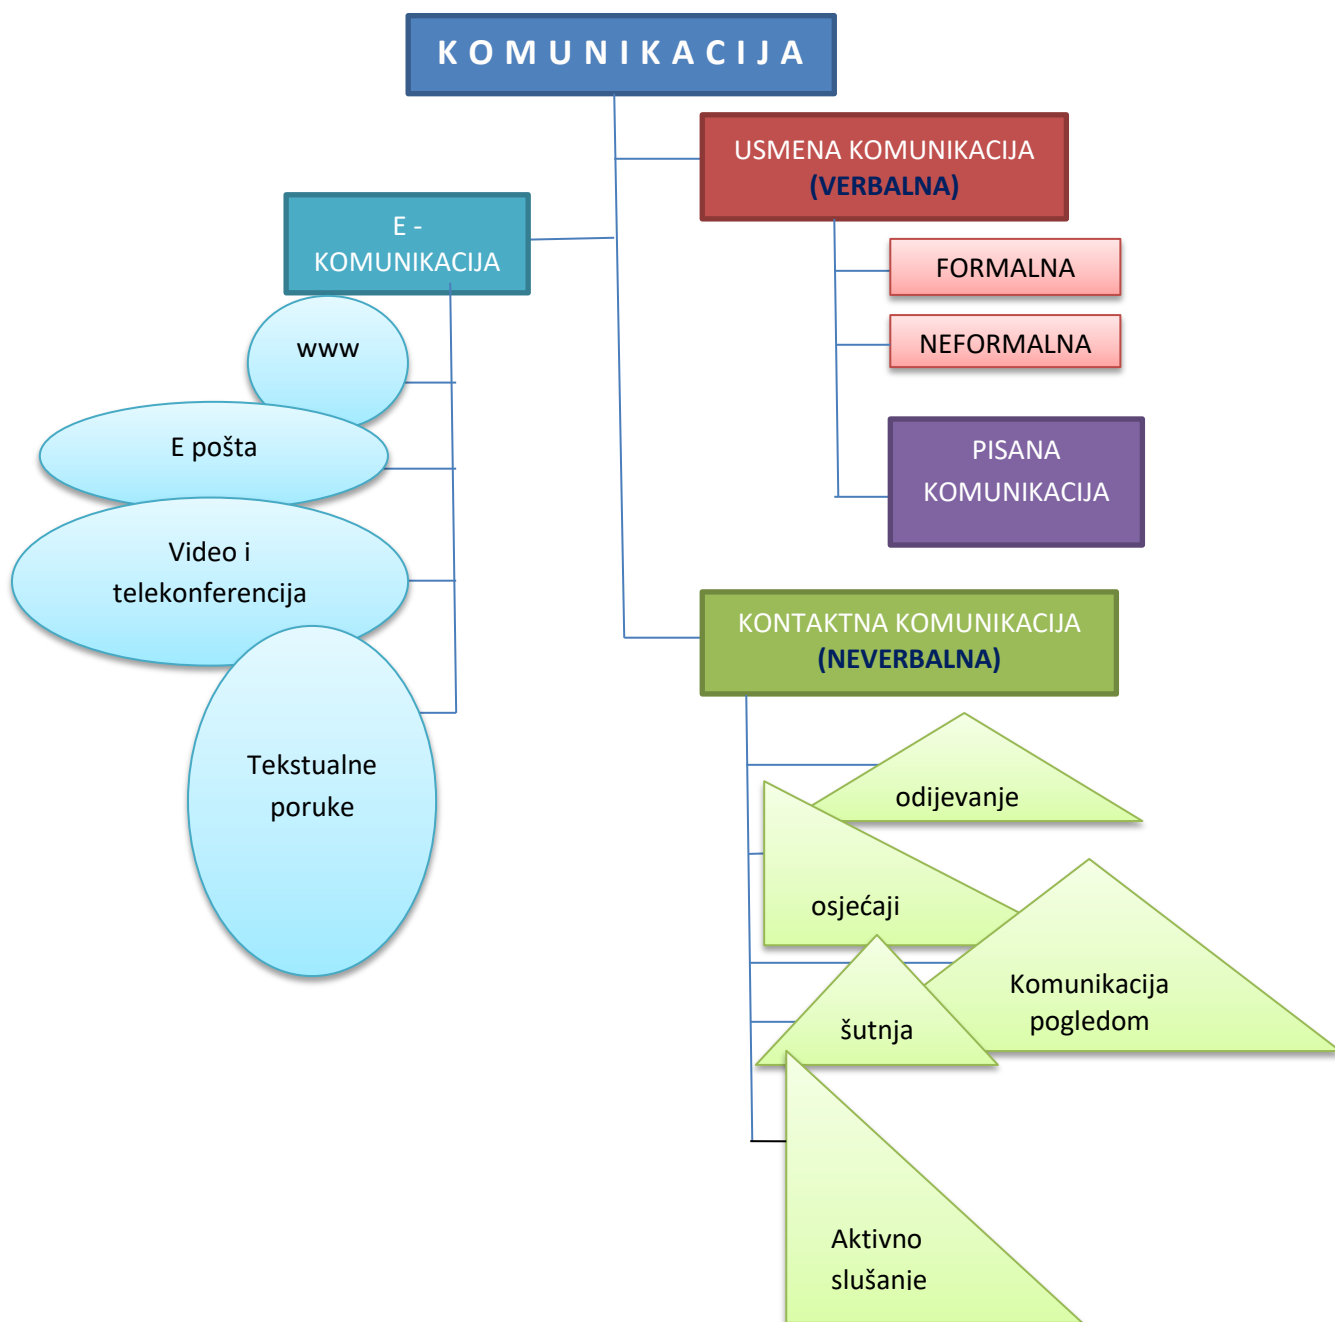 KOMUNIKACIJA
USMENA KOMUNIKACIJA
(VERBALNA)
E -
KOMUNIKACIJA
FORMALNA
NEFORMALNA
www
E pošta
PISANA
KOMUNIKACIJA
Video i
telekonferencija
KONTAKTNA KOMUNIKACIJA
(NEVERBALNA)
Tekstualne
poruke
odijevanje
osjećaji
Komunikacija
pogledom
šutnja
Aktivno
slušanie